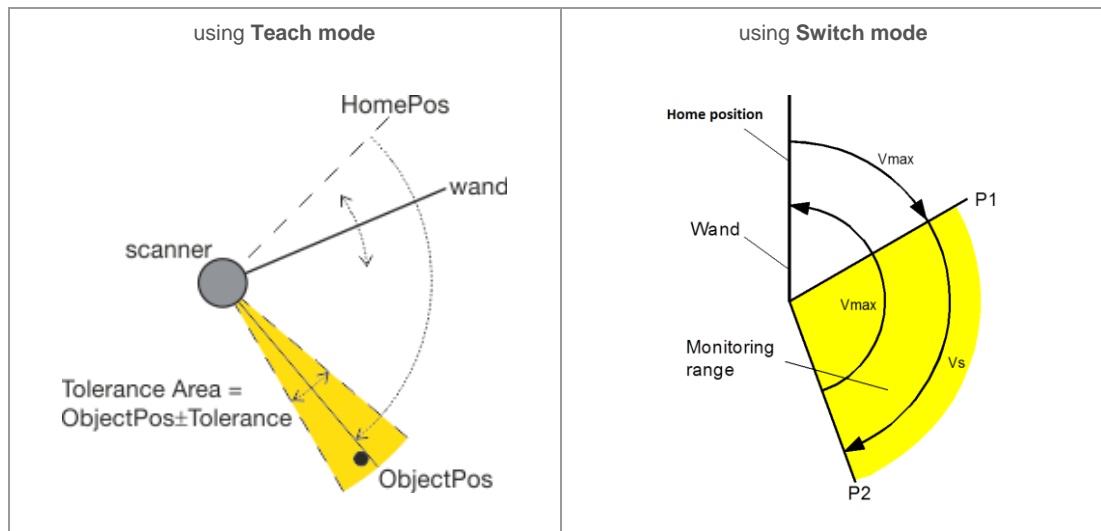 using Teach mode
HomePos
wand
scanner
Tolerance Area =
ObjectPos±Tolerance
ObjectPos
using Switch mode
Home position
Vmax
P1
Wand
Vmax
Monitoring
range
Vs
P2